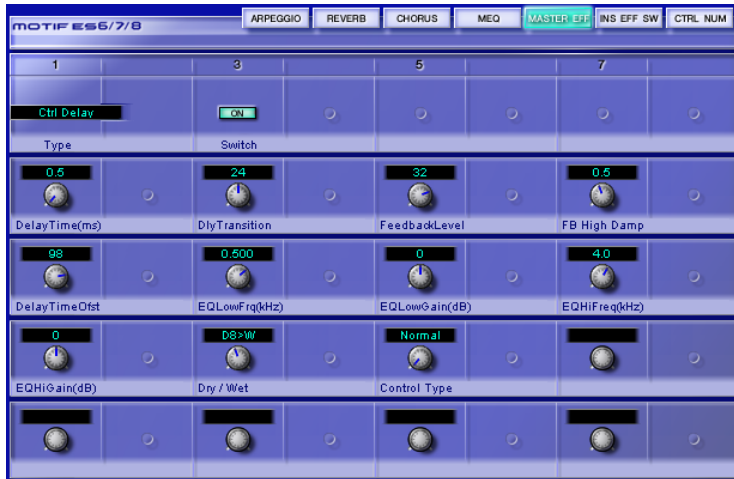 MOTIF ES6/7/8
ARPEGGIO REVERB CHORUS MEQ MASTER EFF INS EFF SW CTRL NUM
1 3 5 7
Ctrl Delay ON
Type Switch
0.5 24 32 0.5
DelayTime(ms) DlyTransition FeedbackLevel FB High Damp
98 0.500 0 4.0
DelayTimeOfst EQLowFrq(kHz) EQLowGain(dB) EQHiFreq(kHz)
0 D8>W Normal
EQHiGain(dB) Dry / Wet Control Type